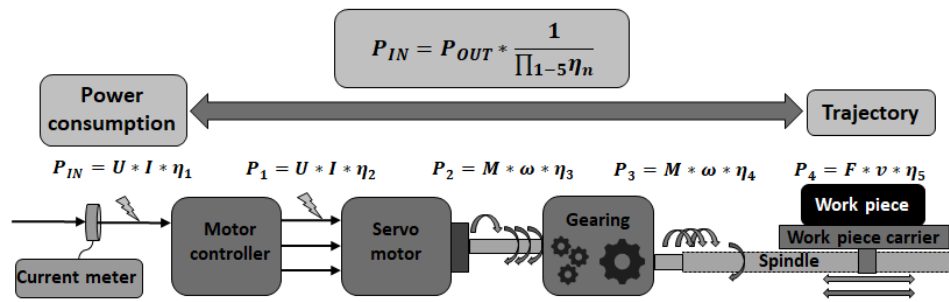 P_IN = P_OUT * 1 / ∏_{1-5} η_n
Power
consumption
Trajectory
P_IN = U * I * η_1
P_1 = U * I * η_2
P_2 = M * ω * η_3
P_3 = M * ω * η_4
P_4 = F * v * η_5
Motor
controller
Servo
motor
Gearing
Work piece
Work piece carrier
Spindle
Current meter